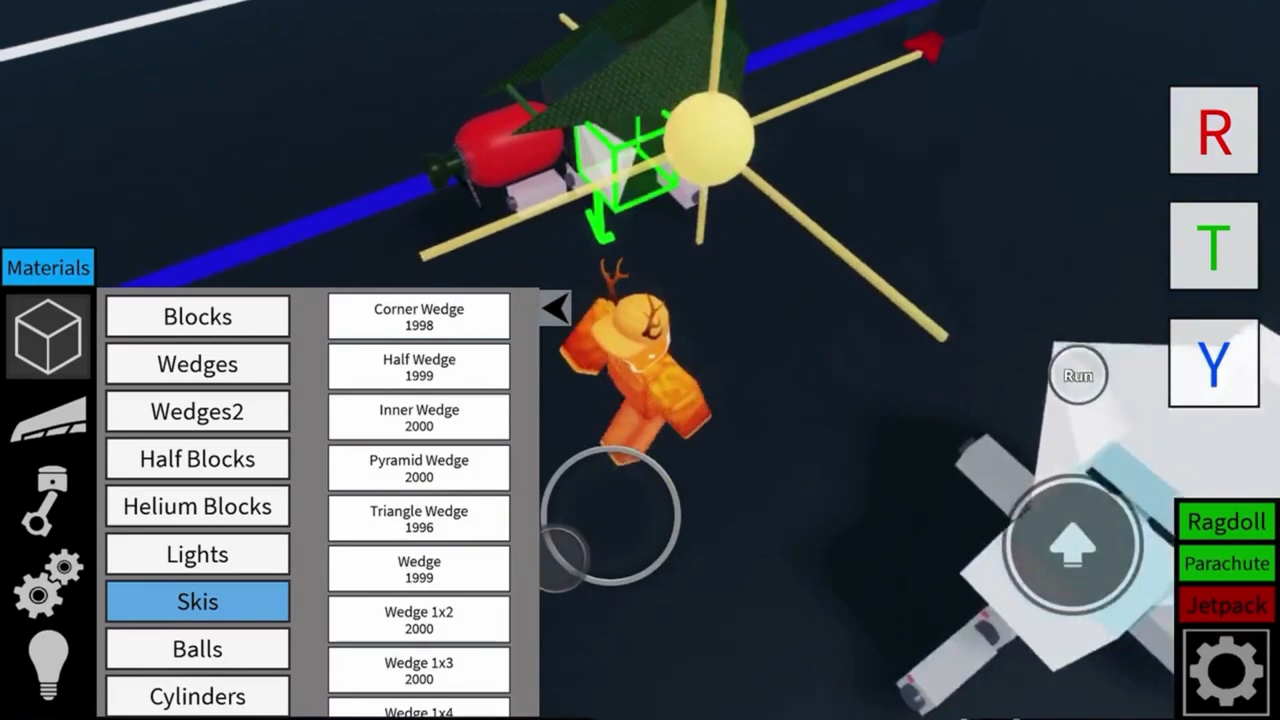 R
T
Materials
Blocks
Wedges
Wedges2
Half Blocks
Helium Blocks
Lights
Skis
Balls
Cylinders
Corner Wedge
1998
Half Wedge
1999
Inner Wedge
2000
Pyramid Wedge
2000
Triangle Wedge
1996
Wedge
1999
Wedge 1x2
2000
Wedge 1x3
2000
Wedge 1x4
Y
Run
Ragdoll
Parachute
Jetpack